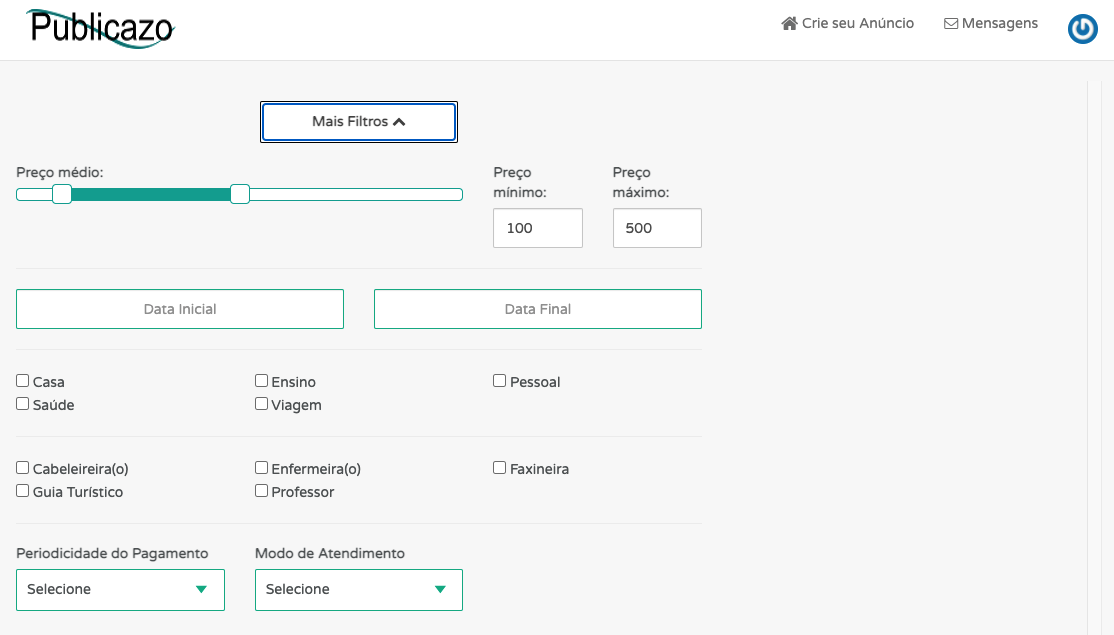 Publicazo
Crie seu Anúncio
Mensagens
Mais Filtros
Preço médio:
Preço mínimo:
Preço máximo:
100
500
Data Inicial
Data Final
Casa
Ensino
Pessoal
Saúde
Viagem
Cabeleireira(o)
Enfermeira(o)
Faxineira
Guia Turístico
Professor
Periodicidade do Pagamento
Modo de Atendimento
Selecione
Selecione